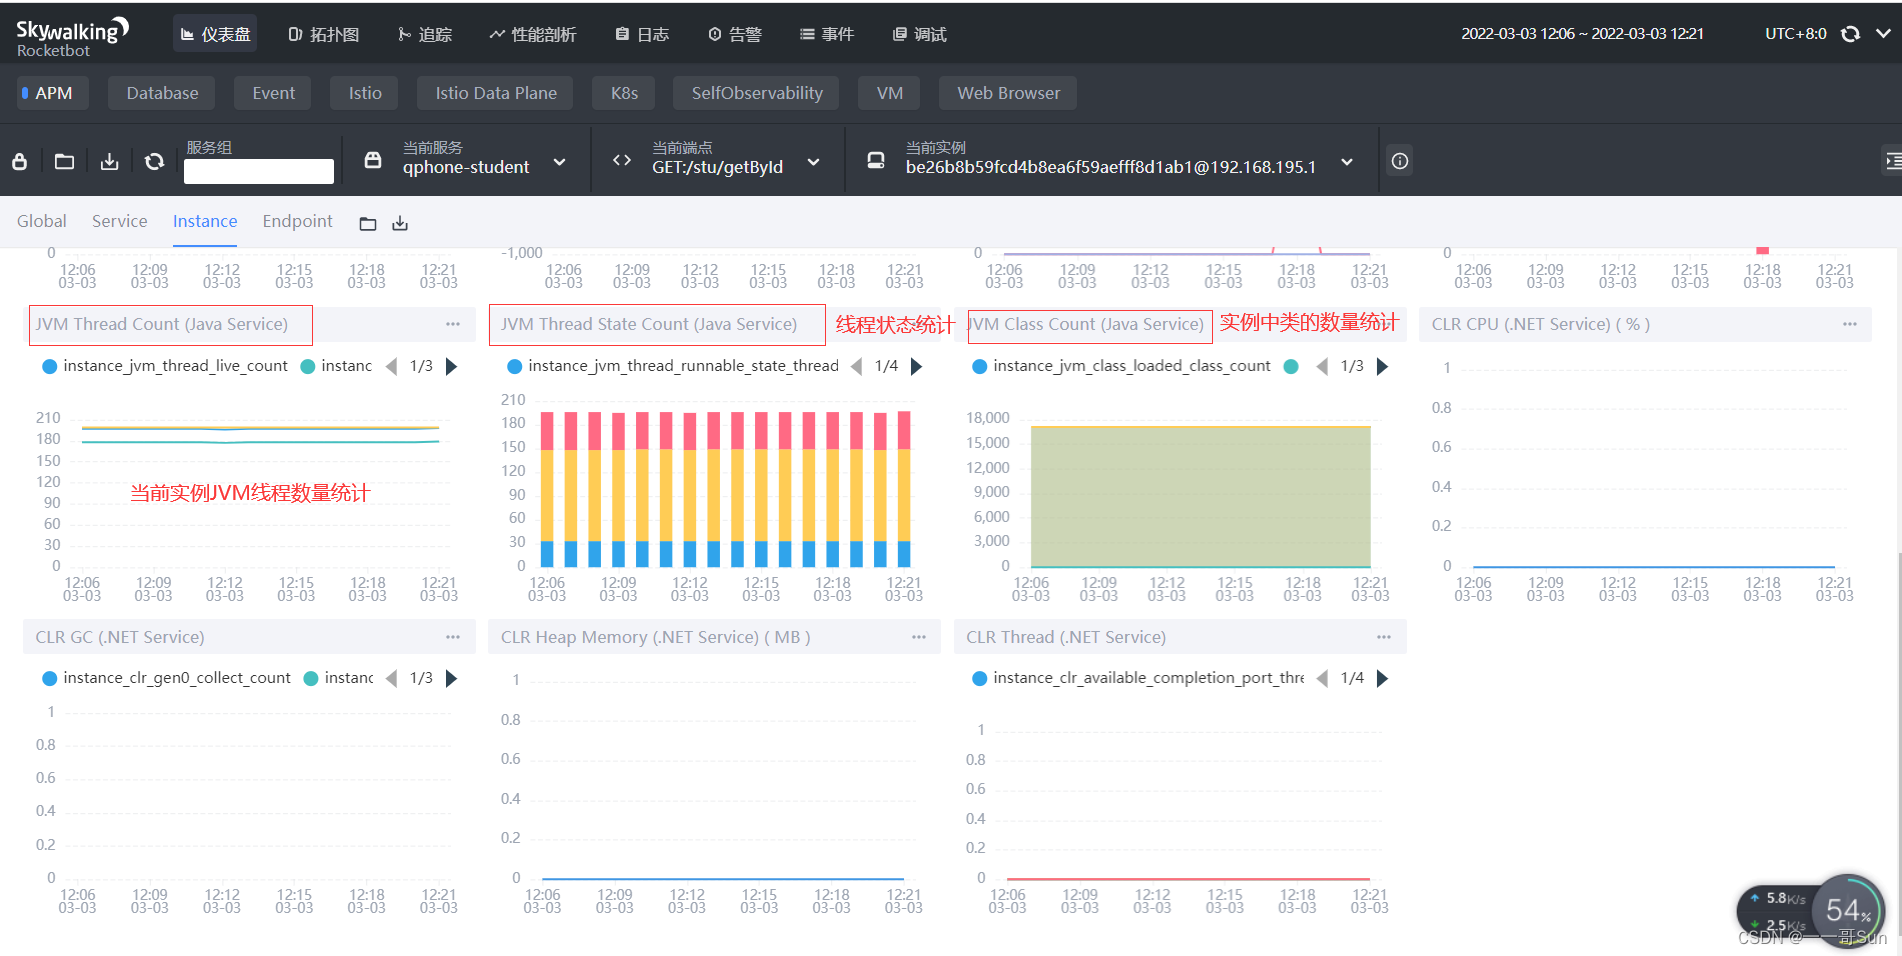 Skywalking
Rocketbot
仪表盘 拓扑图 追踪 性能剖析 日志 告警 事件 调试
2022-03-03 12:06 ~ 2022-03-03 12:21 UTC+8:0
APM Database Event Istio Istio Data Plane K8s SelfObservability VM Web Browser
服务组 当前服务 当前端点 当前实例
qphone-student GET:/stu/getById be26b8b59fcd4b8ea6f59aefff8d1ab1@192.168.195.1
Global Service Instance Endpoint
0 -1,000 0 0
12:06 12:09 12:12 12:15 12:18 12:21 12:06 12:09 12:12 12:15 12:18 12:21 12:06 12:09 12:12 12:15 12:18 12:21 12:06 12:09 12:12 12:15 12:18 12:21
03-03 03-03 03-03 03-03 03-03 03-03 03-03 03-03 03-03 03-03 03-03 03-03 03-03 03-03 03-03 03-03 03-03 03-03 03-03 03-03 03-03 03-03 03-03 03-03
JVM Thread Count (Java Service)
instance_jvm_thread_live_count instanc 1/3
210
180
150
120
90
60
30
0
当前实例JVM线程数量统计
12:06 12:09 12:12 12:15 12:18 12:21
03-03 03-03 03-03 03-03 03-03 03-03
JVM Thread State Count (Java Service) 线程状态统计
instance_jvm_thread_runnable_state_thread 1/4
210
180
150
120
90
60
30
0
12:06 12:09 12:12 12:15 12:18 12:21
03-03 03-03 03-03 03-03 03-03 03-03
JVM Class Count (Java Service) 实例中类的数量统计
instance_jvm_class_loaded_class_count 1/3
18,000
15,000
12,000
9,000
6,000
3,000
0
12:06 12:09 12:12 12:15 12:18 12:21
03-03 03-03 03-03 03-03 03-03 03-03
CLR CPU (.NET Service) ( % )
1
0.8
0.6
0.4
0.2
0
12:06 12:09 12:12 12:15 12:18 12:21
03-03 03-03 03-03 03-03 03-03 03-03
CLR GC (.NET Service)
instance_clr_gen0_collect_count instanc 1/3
1
0.8
0.6
0.4
0.2
0
12:06 12:09 12:12 12:15 12:18 12:21
03-03 03-03 03-03 03-03 03-03 03-03
CLR Heap Memory (.NET Service) ( MB )
1
0.8
0.6
0.4
0.2
0
12:06 12:09 12:12 12:15 12:18 12:21
03-03 03-03 03-03 03-03 03-03 03-03
CLR Thread (.NET Service)
instance_clr_available_completion_port_thre 1/4
1
0.8
0.6
0.4
0.2
0
12:06 12:09 12:12 12:15 12:18 12:21
03-03 03-03 03-03 03-03 03-03 03-03
5.8K/s
2.5K/s
54%
CSDN @一一哥Sun